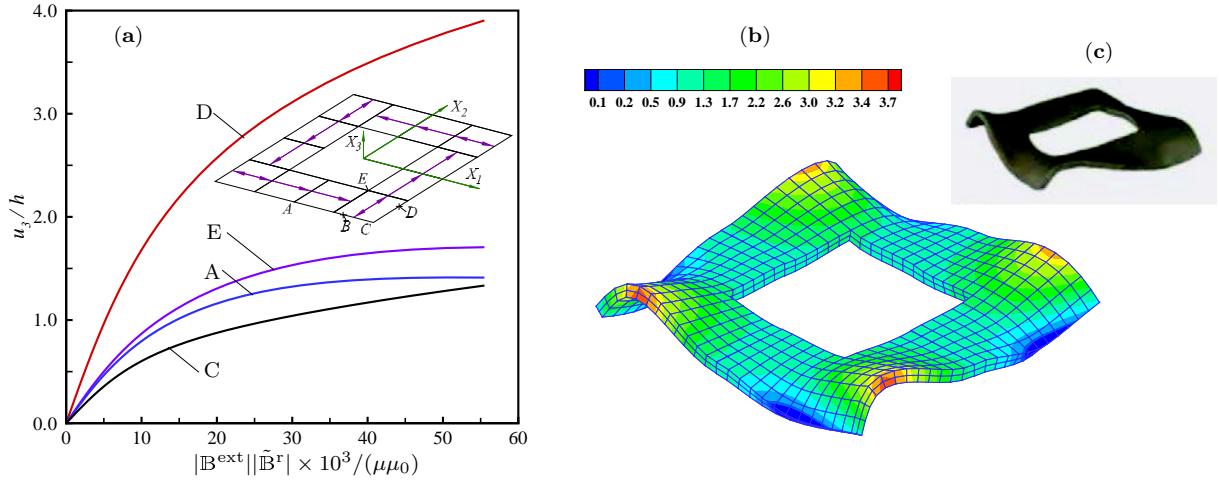 4.0
3.0
2.0
1.0
0.0
u₃/h
(a)
D
E
A
C
X₂
X₃
X₁
E
A
B
C
D
0 10 20 30 40 50 60
|𝔹ᵉˣᵗ||𝔹̃ʳ| × 10³/(μμ₀)
(b)
0.1 0.2 0.5 0.9 1.3 1.7 2.2 2.6 3.0 3.2 3.4 3.7
(c)